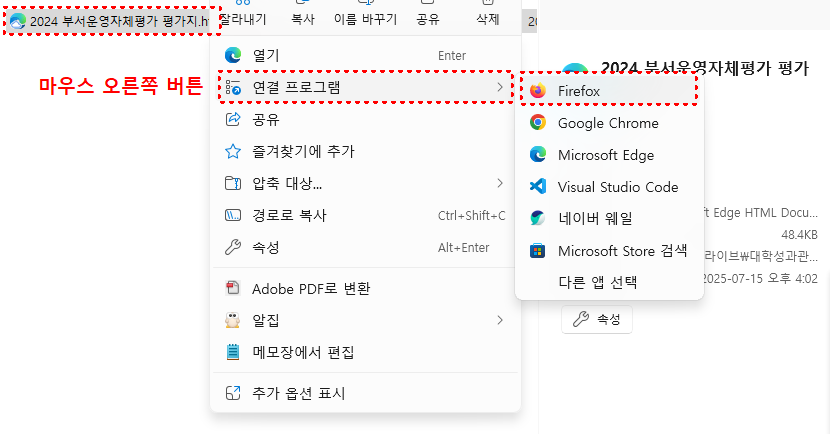 2024 부서운영자체평가 평가지.h
잘라내기 복사 이름 바꾸기 공유 삭제
20
마우스 오른쪽 버튼
열기 Enter
연결 프로그램
공유
즐겨찾기에 추가
압축 대상...
경로로 복사 Ctrl+Shift+C
속성 Alt+Enter
Adobe PDF로 변환
알집
메모장에서 편집
추가 옵션 표시
Firefox
Google Chrome
Microsoft Edge
Visual Studio Code
네이버 웨일
Microsoft Store 검색
다른 앱 선택
2024 부서운영자체평가 평가
ft Edge HTML Docu...
48.4KB
라이브₩대학성과관...
2025-07-15 오후 4:02
속성